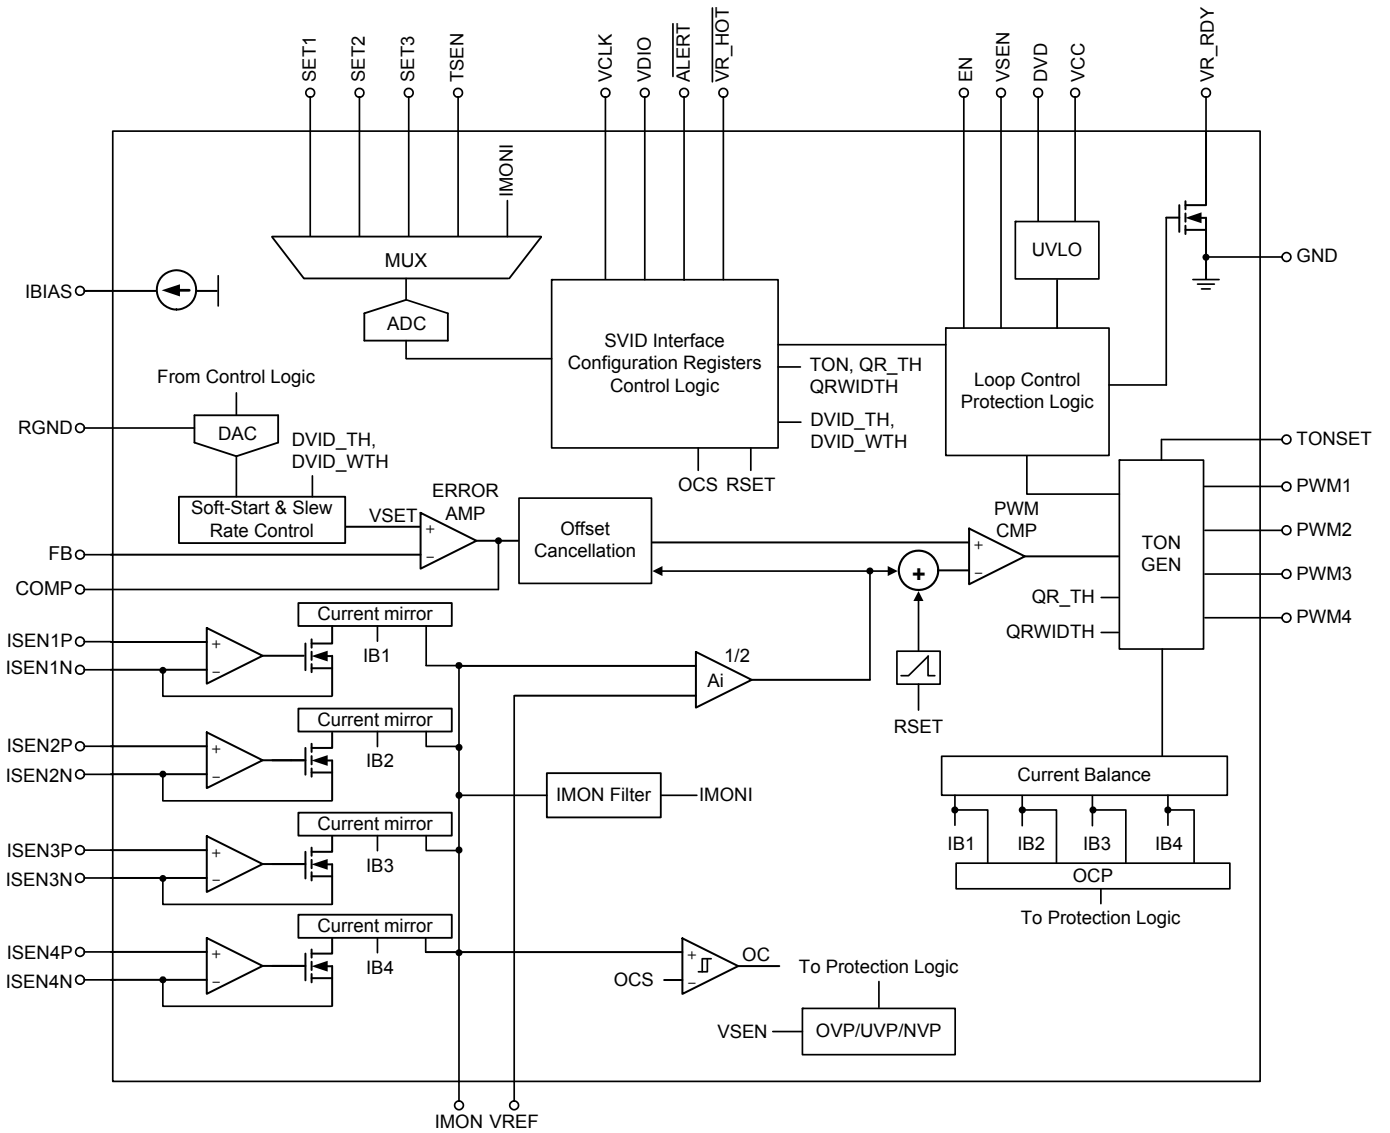 SET1
SET2
SET3
TSEN
VCLK
VDIO
ALERT
VR_HOT
EN
VSEN
DVD
VCC
VR_RDY
IMONI
MUX
UVLO
GND
IBIAS
ADC
SVID Interface
Configuration Registers
Control Logic
TON, QR_TH
QRWIDTH
Loop Control
Protection Logic
From Control Logic
RGND
DAC
DVID_TH,
DVID_WTH
DVID_TH,
DVID_WTH
TONSET
OCS
RSET
ERROR
AMP
Soft-Start & Slew
Rate Control
VSET
+
−
Offset
Cancellation
PWM
CMP
+
−
+
TON
GEN
PWM1
PWM2
PWM3
PWM4
FB
COMP
QR_TH
QRWIDTH
ISEN1P
ISEN1N
+
−
Current mirror
IB1
1/2
Ai
RSET
ISEN2P
ISEN2N
+
−
Current mirror
IB2
IMON Filter
IMONI
Current Balance
IB1
IB2
IB3
IB4
OCP
To Protection Logic
ISEN3P
ISEN3N
+
−
Current mirror
IB3
ISEN4P
ISEN4N
+
−
Current mirror
IB4
OCS
+
−
OC
To Protection Logic
VSEN
OVP/UVP/NVP
IMON
VREF